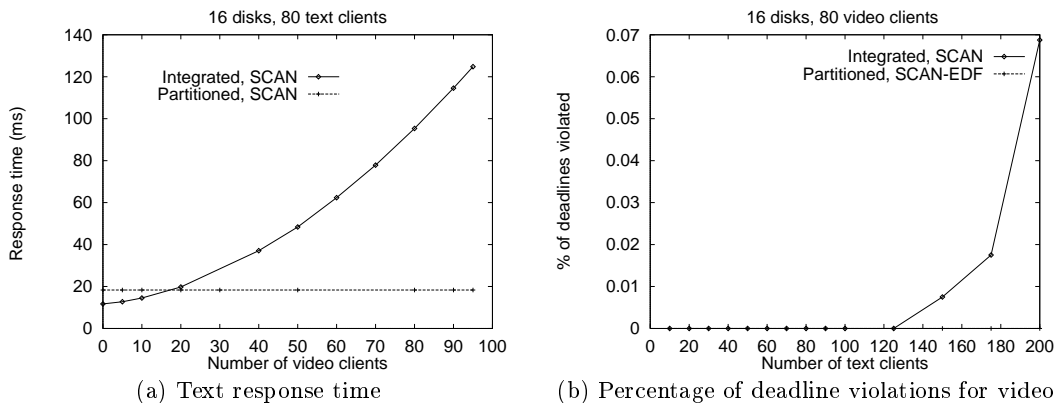 16 disks, 80 text clients
140
120
100
80
60
40
20
0
Response time (ms)
Integrated, SCAN
Partitioned, SCAN
0 10 20 30 40 50 60 70 80 90 100
Number of video clients
(a) Text response time
16 disks, 80 video clients
0.07
0.06
0.05
0.04
0.03
0.02
0.01
0
% of deadlines violated
Integrated, SCAN
Partitioned, SCAN-EDF
0 20 40 60 80 100 120 140 160 180 200
Number of text clients
(b) Percentage of deadline violations for video